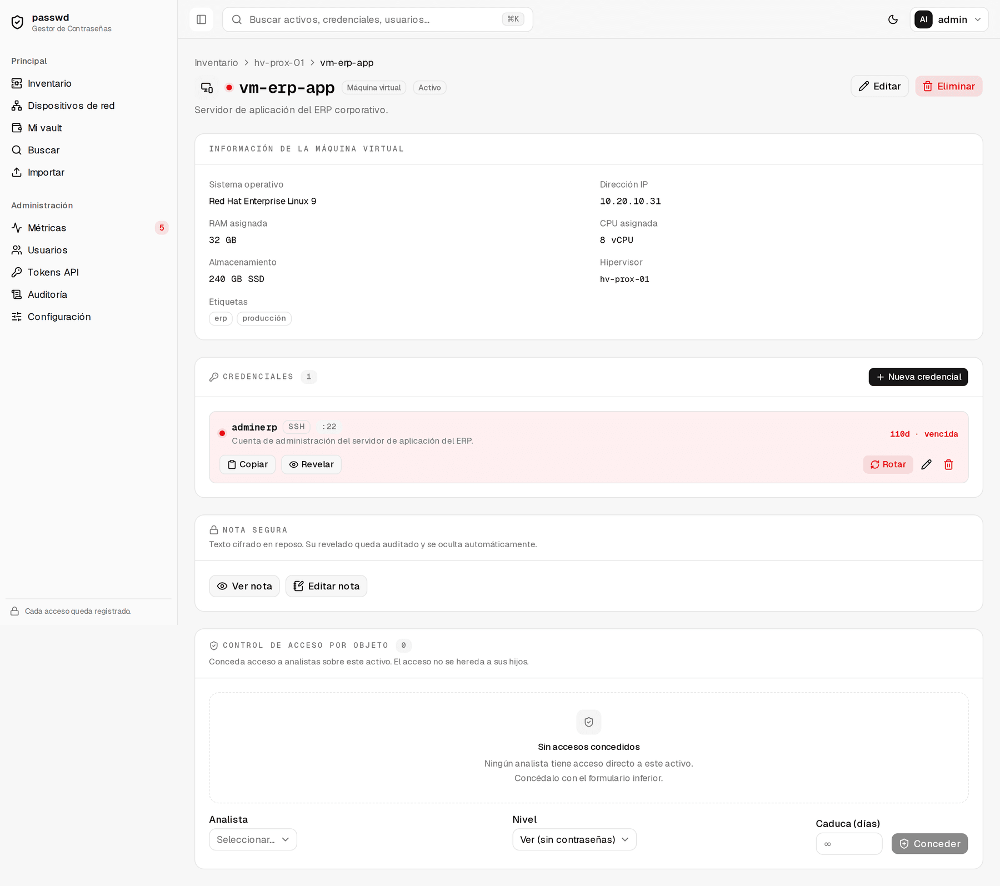 passwd
Gestor de Contraseñas
Buscar activos, credenciales, usuarios...
⌘K
AI
admin
Principal
Inventario
Dispositivos de red
Mi vault
Buscar
Importar
Administración
Métricas
5
Usuarios
Tokens API
Auditoría
Configuración
Cada acceso queda registrado.
Inventario > hv-prox-01 > vm-erp-app
vm-erp-app
Máquina virtual
Activo
Editar
Eliminar
Servidor de aplicación del ERP corporativo.
INFORMACIÓN DE LA MÁQUINA VIRTUAL
Sistema operativo
Red Hat Enterprise Linux 9
Dirección IP
10.20.10.31
RAM asignada
32 GB
CPU asignada
8 vCPU
Almacenamiento
240 GB SSD
Hipervisor
hv-prox-01
Etiquetas
erp
producción
CREDENCIALES 1
+ Nueva credencial
adminerp
SSH
:22
Cuenta de administración del servidor de aplicación del ERP.
110d · vencida
Copiar
Revelar
Rotar
NOTA SEGURA
Texto cifrado en reposo. Su revelado queda auditado y se oculta automáticamente.
Ver nota
Editar nota
CONTROL DE ACCESO POR OBJETO 0
Conceda acceso a analistas sobre este activo. El acceso no se hereda a sus hijos.
Sin accesos concedidos
Ningún analista tiene acceso directo a este activo.
Concédalo con el formulario inferior.
Analista
Seleccionar...
Nivel
Ver (sin contraseñas)
Caduca (días)
∞
Conceder